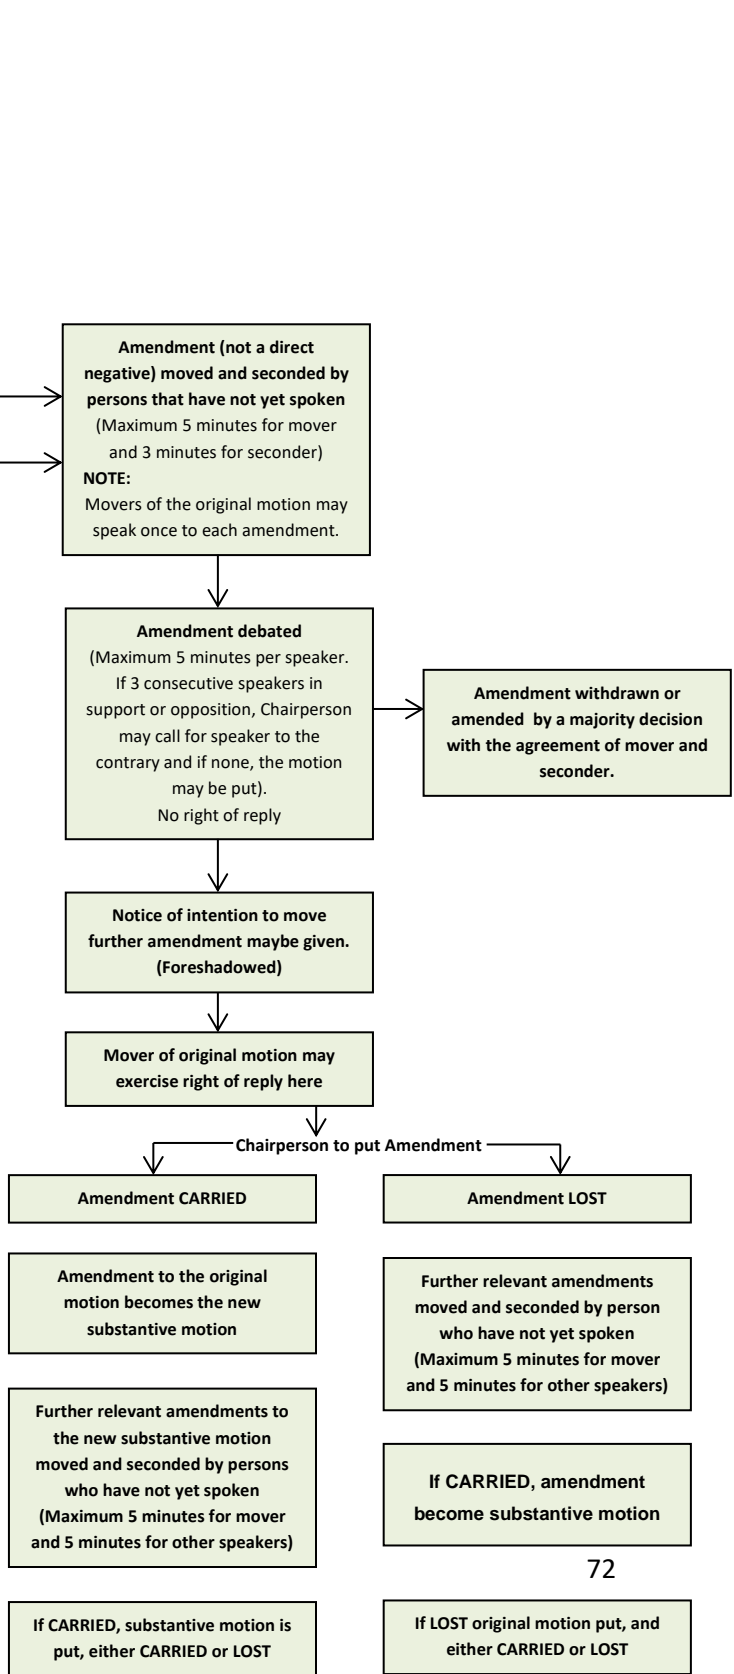 Amendment (not a direct
negative) moved and seconded by
persons that have not yet spoken
(Maximum 5 minutes for mover
and 3 minutes for seconder)
NOTE:
Movers of the original motion may
speak once to each amendment.
Amendment debated
(Maximum 5 minutes per speaker.
If 3 consecutive speakers in
support or opposition, Chairperson
may call for speaker to the
contrary and if none, the motion
may be put).
No right of reply
Amendment withdrawn or
amended by a majority decision
with the agreement of mover and
seconder.
Notice of intention to move
further amendment maybe given.
(Foreshadowed)
Mover of original motion may
exercise right of reply here
Chairperson to put Amendment
Amendment CARRIED
Amendment to the original
motion becomes the new
substantive motion
Further relevant amendments to
the new substantive motion
moved and seconded by persons
who have not yet spoken
(Maximum 5 minutes for mover
and 5 minutes for other speakers)
If CARRIED, substantive motion is
put, either CARRIED or LOST
Amendment LOST
Further relevant amendments
moved and seconded by person
who have not yet spoken
(Maximum 5 minutes for mover
and 5 minutes for other speakers)
If CARRIED, amendment
become substantive motion
72
If LOST original motion put, and
either CARRIED or LOST